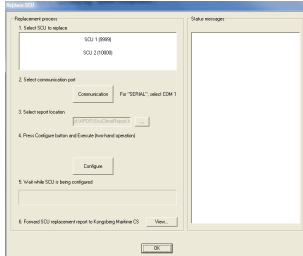 Replace SCU
Replacement process
1. Select SCU to replace
SCU 1 (9999)
SCU 2 (10000)
2. Select communication port
Communication
For "SERIAL", select COM 1
3. Select report location
...
4. Press Configure button and Execute (two-hand operation)
Configure
5. Wait while SCU is being configured
6. Forward SCU replacement report to Kongsberg Maritime CS
View...
Status messages
OK